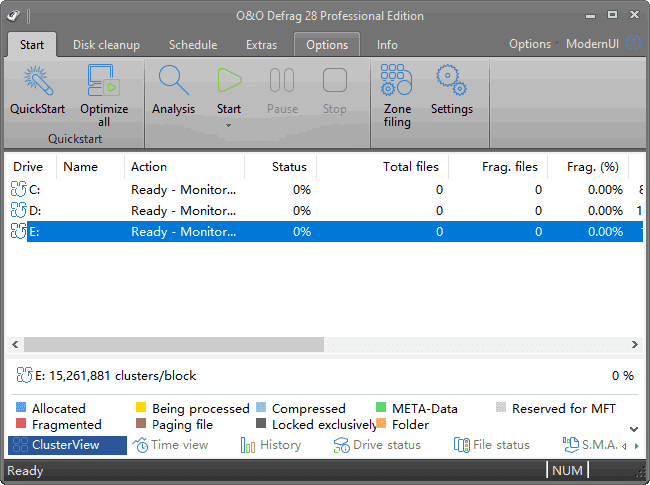 O&O Defrag 28 Professional Edition
Start Disk cleanup Schedule Extras Options Info Options ModernUI
QuickStart Optimize all Analysis Start Pause Stop Zone filing Settings
Quickstart
Drive Name Action Status Total files Frag. files Frag. (%)
C: Ready - Monitor... 0% 0 0 0.00% 8
D: Ready - Monitor... 0% 0 0 0.00% 1
E: Ready - Monitor... 0% 0 0 0.00% 1
E: 15,261,881 clusters/block 0 %
Allocated Being processed Compressed META-Data Reserved for MFT
Fragmented Paging file Locked exclusively Folder
ClusterView Time view History Drive status File status S.M.A.
Ready NUM